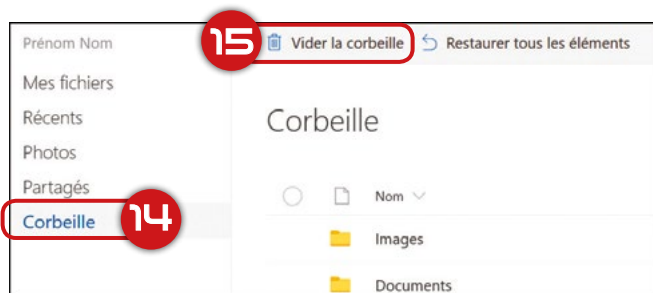 Prénom Nom
Mes fichiers
Récents
Photos
Partagés
Corbeille
14
15
Vider la corbeille
Restaurer tous les éléments
Corbeille
Nom
Images
Documents